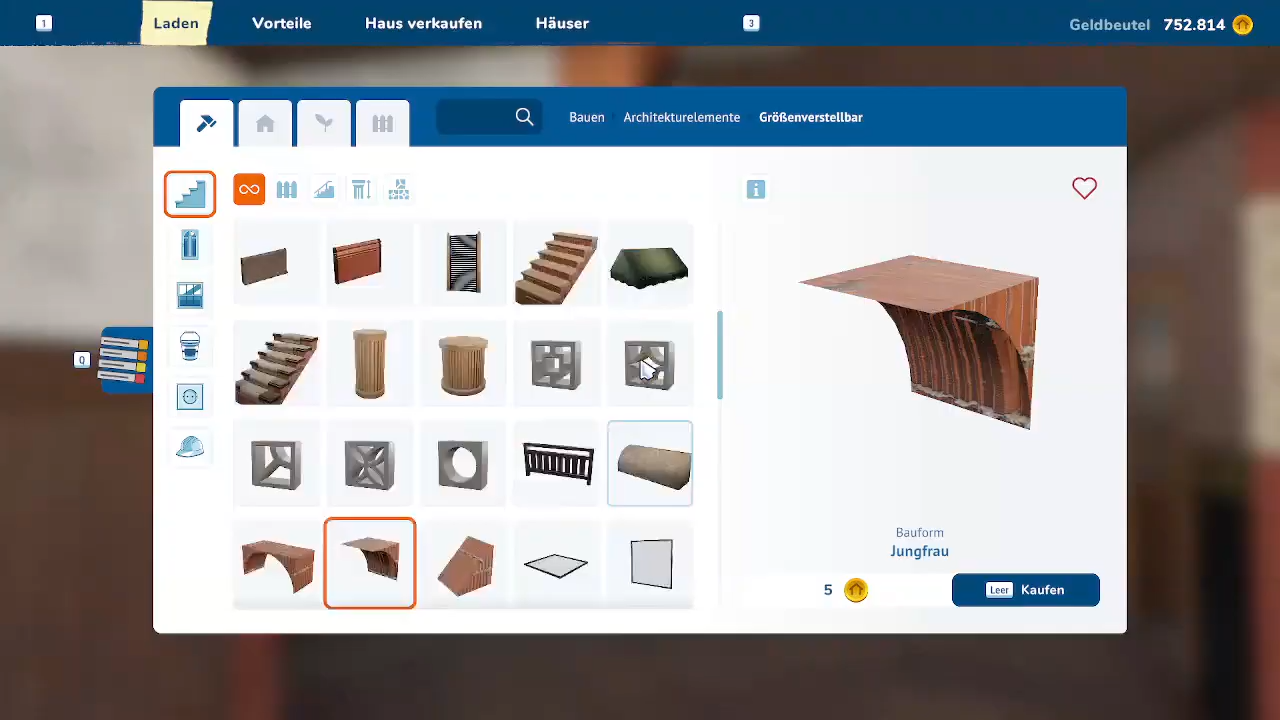 1
Laden
Vorteile
Haus verkaufen
Häuser
3
Geldbeutel 752.814
Bauen Architekturelemente Größenverstellbar
Q
Bauform
Jungfrau
5
Leer Kaufen